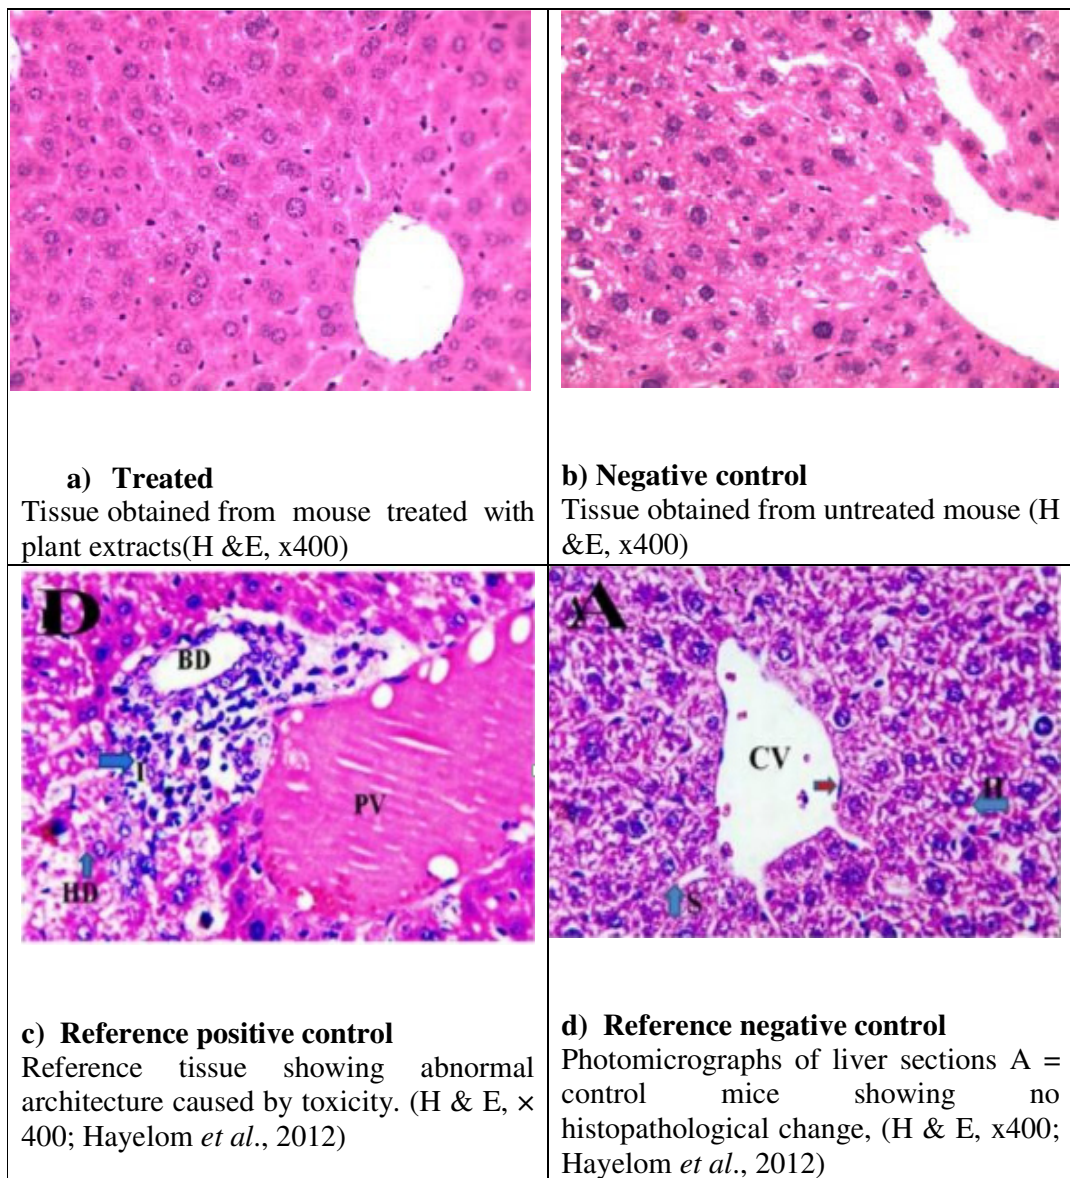 a) Treated
Tissue obtained from mouse treated with
plant extracts(H &E, x400)
b) Negative control
Tissue obtained from untreated mouse (H
&E, x400)
D
BD
I
PV
HD
c) Reference positive control
Reference tissue showing abnormal
architecture caused by toxicity. (H & E, ×
400; Hayelom et al., 2012)
A
CV
H
S
d) Reference negative control
Photomicrographs of liver sections A =
control mice showing no
histopathological change, (H & E, x400;
Hayelom et al., 2012)